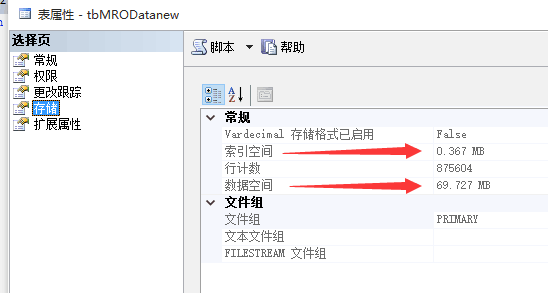 表属性 - tbMRODatanew
选择页
常规
权限
更改跟踪
存储
扩展属性
脚本
帮助
常规
Vardecimal 存储格式已启用 False
索引空间 0.367 MB
行计数 875604
数据空间 69.727 MB
文件组
文件组 PRIMARY
文本文件组
FILESTREAM 文件组